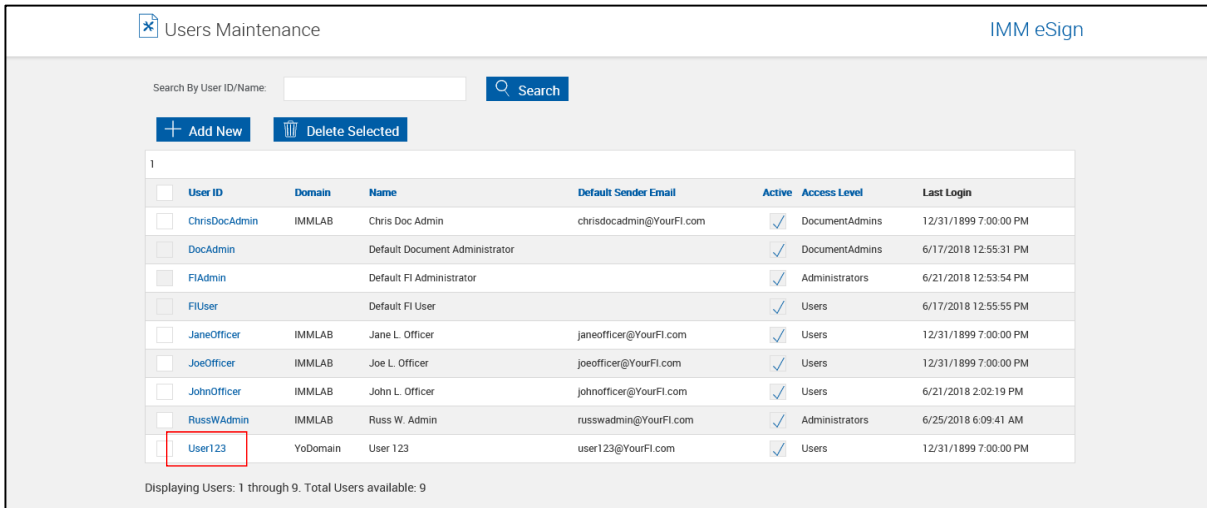 Users Maintenance IMM eSign
Search By User ID/Name: Search
Add New Delete Selected
1
User ID Domain Name Default Sender Email Active Access Level Last Login
ChrisDocAdmin IMMLAB Chris Doc Admin chrisdocadmin@YourFI.com DocumentAdmins 12/31/1899 7:00:00 PM
DocAdmin Default Document Administrator DocumentAdmins 6/17/2018 12:55:31 PM
FIAdmin Default FI Administrator Administrators 6/21/2018 12:53:54 PM
FIUser Default FI User Users 6/17/2018 12:55:55 PM
JaneOfficer IMMLAB Jane L. Officer janeofficer@YourFI.com Users 12/31/1899 7:00:00 PM
JoeOfficer IMMLAB Joe L. Officer joeofficer@YourFI.com Users 12/31/1899 7:00:00 PM
JohnOfficer IMMLAB John L. Officer johnofficer@YourFI.com Users 6/21/2018 2:02:19 PM
RussWAdmin IMMLAB Russ W. Admin russwadmin@YourFI.com Administrators 6/25/2018 6:09:41 AM
User123 YoDomain User 123 user123@YourFI.com Users 12/31/1899 7:00:00 PM
Displaying Users: 1 through 9. Total Users available: 9